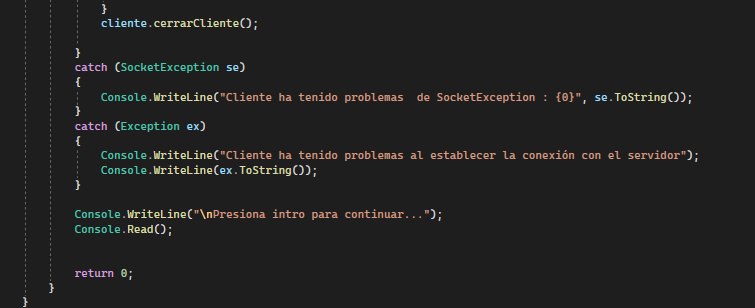 }
cliente.cerrarCliente();
}
catch (SocketException se)
{
Console.WriteLine("Cliente ha tenido problemas  de SocketException : {0}", se.ToString());
}
catch (Exception ex)
{
Console.WriteLine("Cliente ha tenido problemas al establecer la conexión con el servidor");
Console.WriteLine(ex.ToString());
}
Console.WriteLine("\nPresiona intro para continuar...");
Console.Read();
return 0;
}
}